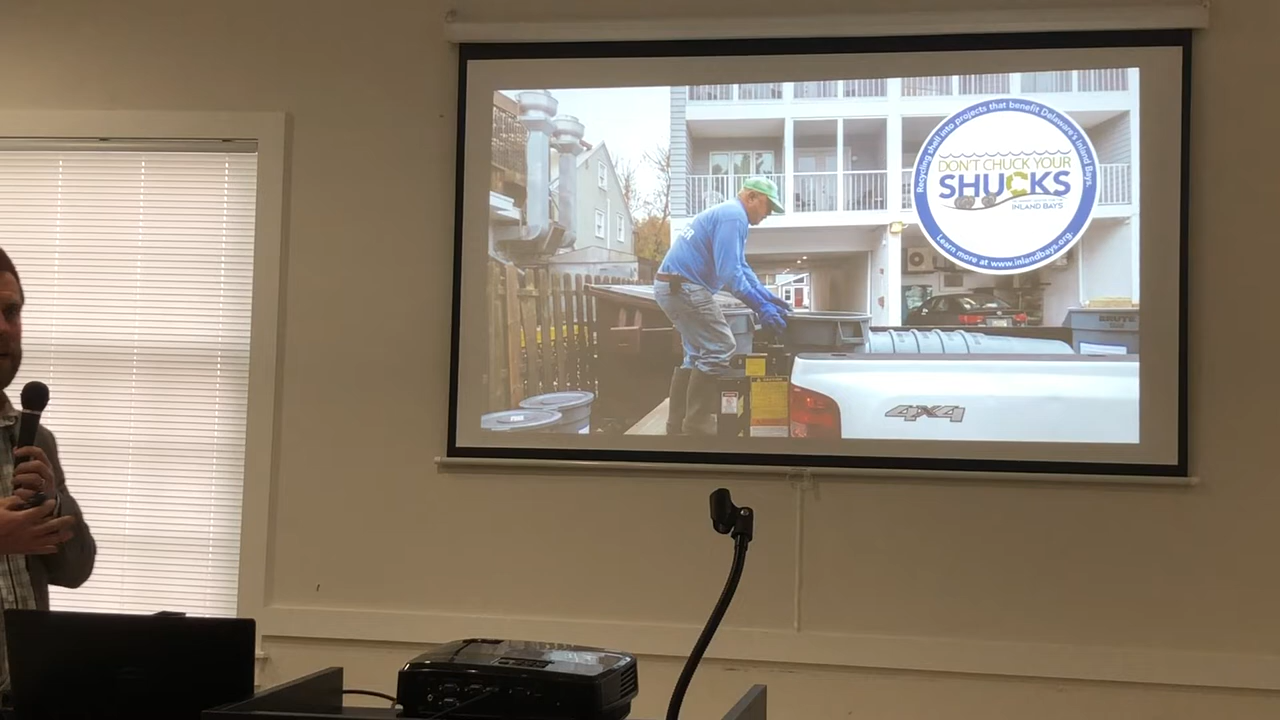 Recycling shell into projects that benefit Delaware's Inland Bays.
DON'T CHUCK YOUR
SHUCKS
INLAND BAYS
Learn more at www.inlandbays.org.
BRUTE
4X4